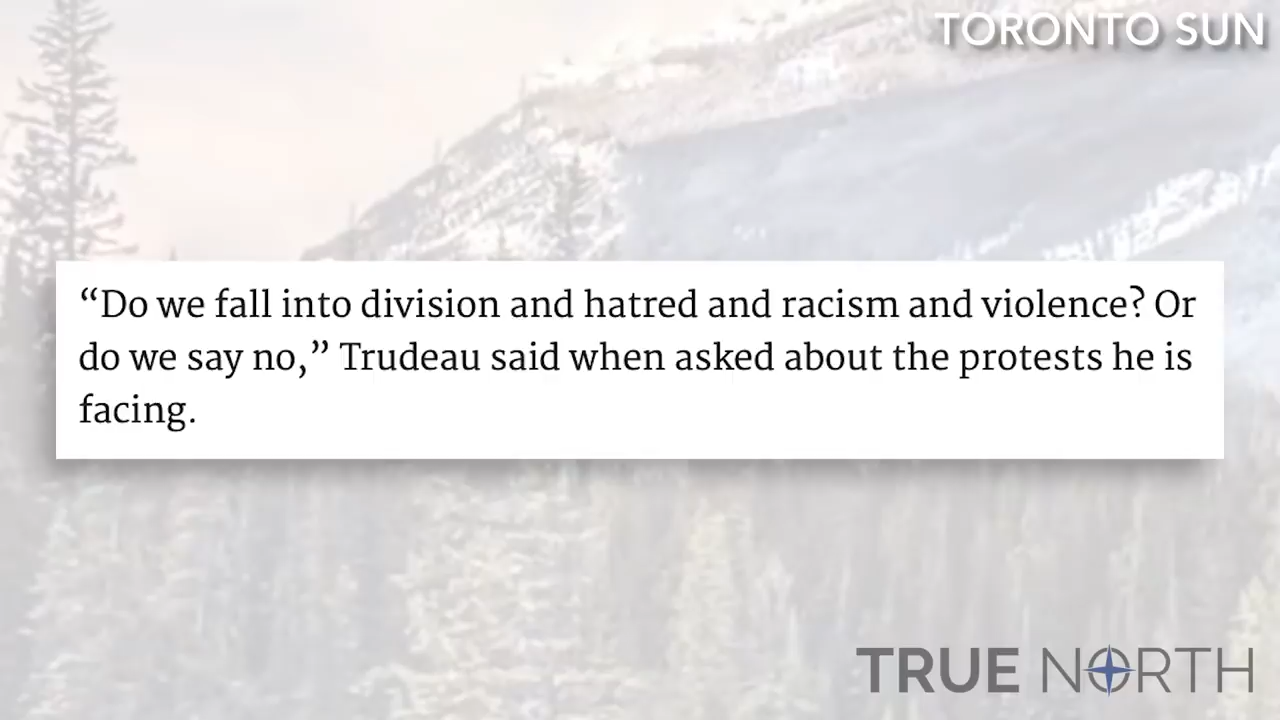 TORONTO SUN
“Do we fall into division and hatred and racism and violence? Or
do we say no,” Trudeau said when asked about the protests he is
facing.
TRUE NORTH